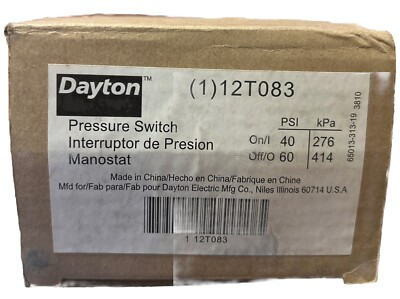 Dayton™
(1)12T083
PSI kPa
Pressure Switch
On/I 40 276
Interruptor de Presion
Off/O 60 414
Manostat
65013-313-19 3810
Made in China/Hecho en China/Fabrique en Chine
Mfd for/Fab para/Fab pour Dayton Electric Mfg Co., Niles Illinois 60714 U.S.A
1 12T083